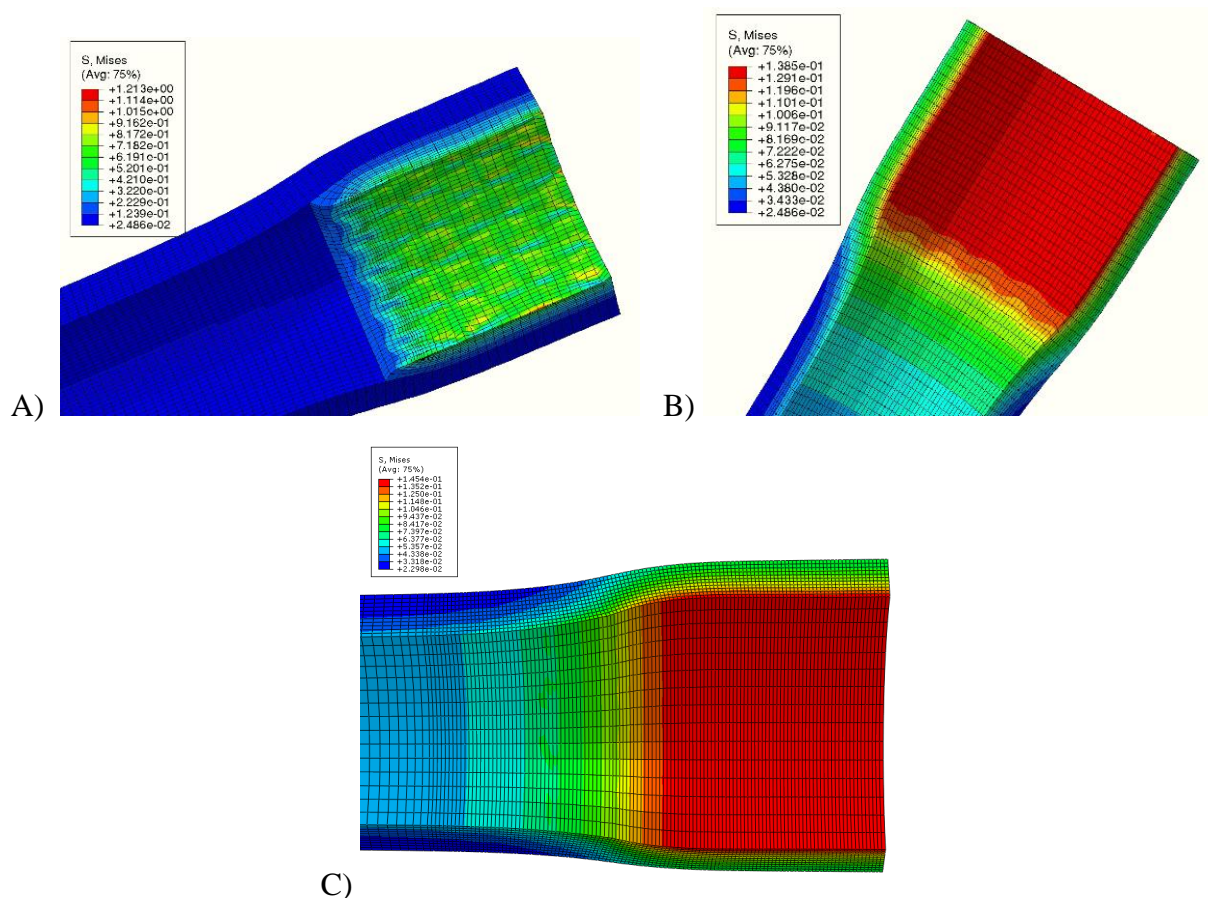 S, Mises
(Avg: 75%)
+1.213e+00
+1.114e+00
+1.015e+00
+9.162e-01
+8.172e-01
+7.182e-01
+6.191e-01
+5.201e-01
+4.210e-01
+3.220e-01
+2.229e-01
+1.239e-01
+2.486e-02
A)
S, Mises
(Avg: 75%)
+1.385e-01
+1.291e-01
+1.196e-01
+1.101e-01
+1.006e-01
+9.117e-02
+8.169e-02
+7.222e-02
+6.275e-02
+5.328e-02
+4.380e-02
+3.433e-02
+2.486e-02
B)
S, Mises
(Avg: 75%)
+1.454e-01
+1.352e-01
+1.250e-01
+1.148e-01
+1.046e-01
+9.437e-02
+8.417e-02
+7.397e-02
+6.377e-02
+5.357e-02
+4.338e-02
+3.318e-02
+2.298e-02
C)